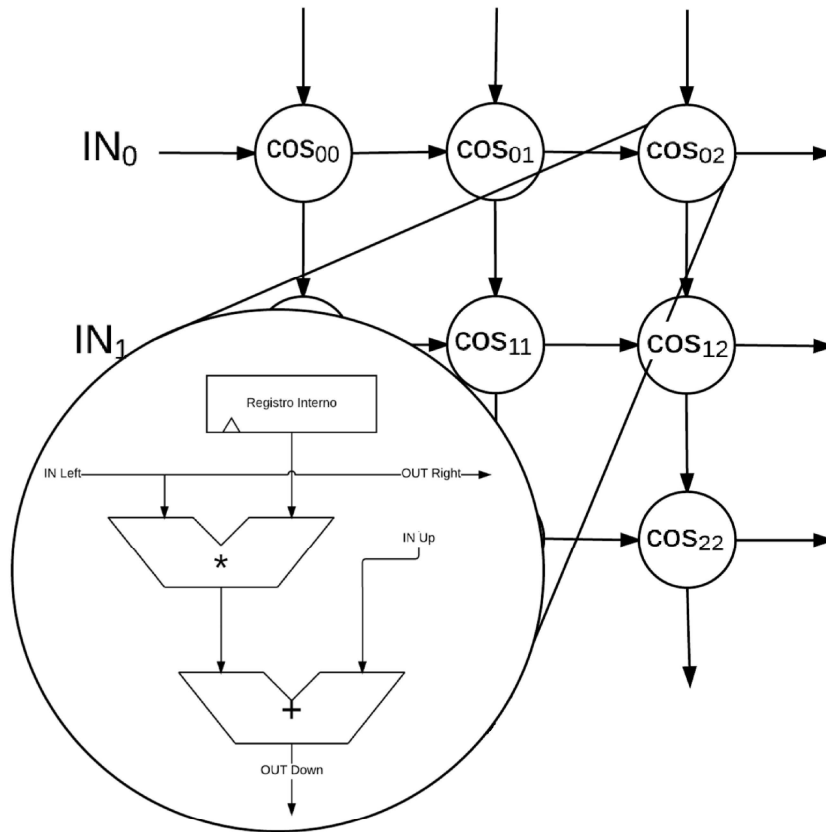 IN₀ COS₀₀ COS₀₁ COS₀₂
IN₁ COS₁₁ COS₁₂
Registro Interno
IN Left OUT Right
*
IN Up
COS₂₂
+
OUT Down